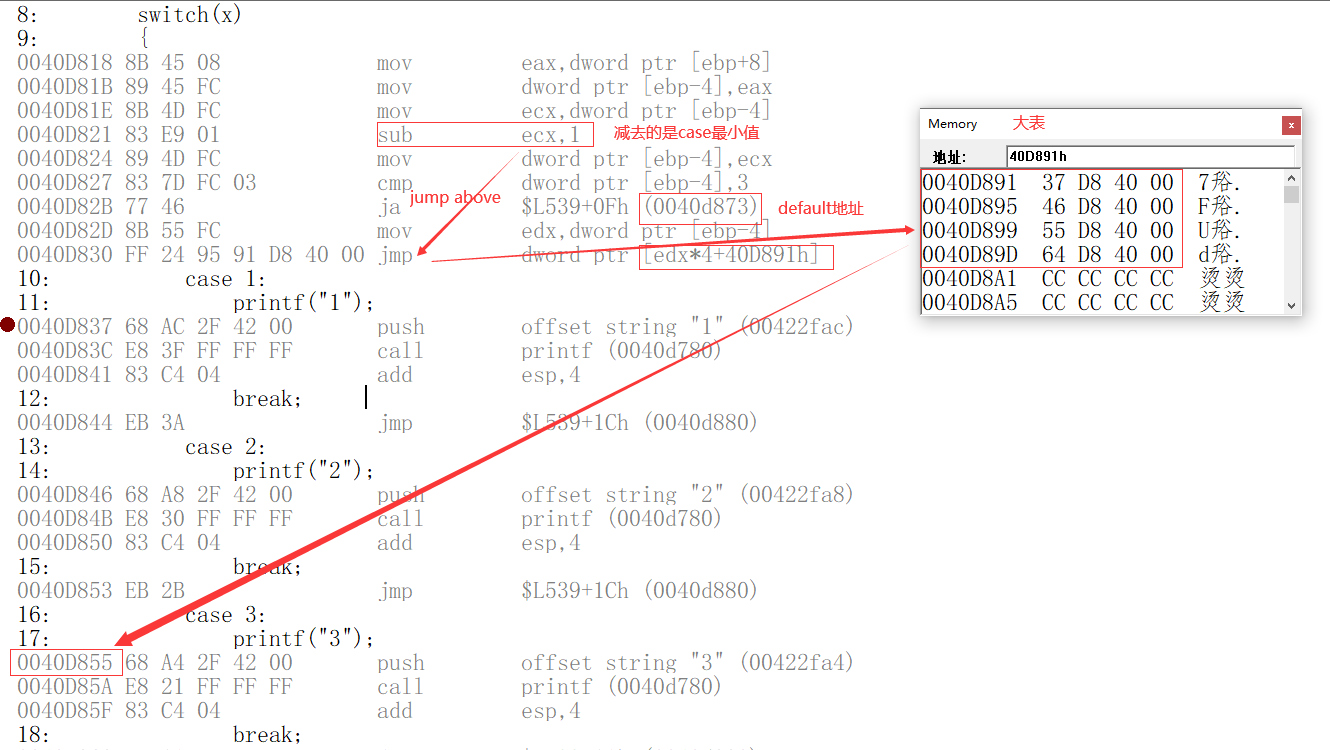 8: switch(x)
9: {
0040D818 8B 45 08 mov eax,dword ptr [ebp+8]
0040D81B 89 45 FC mov dword ptr [ebp-4],eax
0040D81E 8B 4D FC mov ecx,dword ptr [ebp-4]
0040D821 83 E9 01 sub ecx,1 减去的是case最小值
0040D824 89 4D FC mov dword ptr [ebp-4],ecx
0040D827 83 7D FC 03 cmp dword ptr [ebp-4],3
jump above
0040D82B 77 46 ja $L539+0Fh (0040d873) default地址
0040D82D 8B 55 FC mov edx,dword ptr [ebp-4]
0040D830 FF 24 95 91 D8 40 00 jmp dword ptr [edx*4+40D891h]
10: case 1:
11: printf("1");
0040D837 68 AC 2F 42 00 push offset string "1" (00422fac)
0040D83C E8 3F FF FF FF call printf (0040d780)
0040D841 83 C4 04 add esp,4
12: break;
0040D844 EB 3A jmp $L539+1Ch (0040d880)
13: case 2:
14: printf("2");
0040D846 68 A8 2F 42 00 push offset string "2" (00422fa8)
0040D84B E8 30 FF FF FF call printf (0040d780)
0040D850 83 C4 04 add esp,4
15: break;
0040D853 EB 2B jmp $L539+1Ch (0040d880)
16: case 3:
17: printf("3");
0040D855 68 A4 2F 42 00 push offset string "3" (00422fa4)
0040D85A E8 21 FF FF FF call printf (0040d780)
0040D85F 83 C4 04 add esp,4
18: break;
Memory 大表 x
地址: 40D891h
0040D891 37 D8 40 00 7谸.
0040D895 46 D8 40 00 F谸.
0040D899 55 D8 40 00 U谸.
0040D89D 64 D8 40 00 d谸.
0040D8A1 CC CC CC CC 烫烫
0040D8A5 CC CC CC CC 烫烫